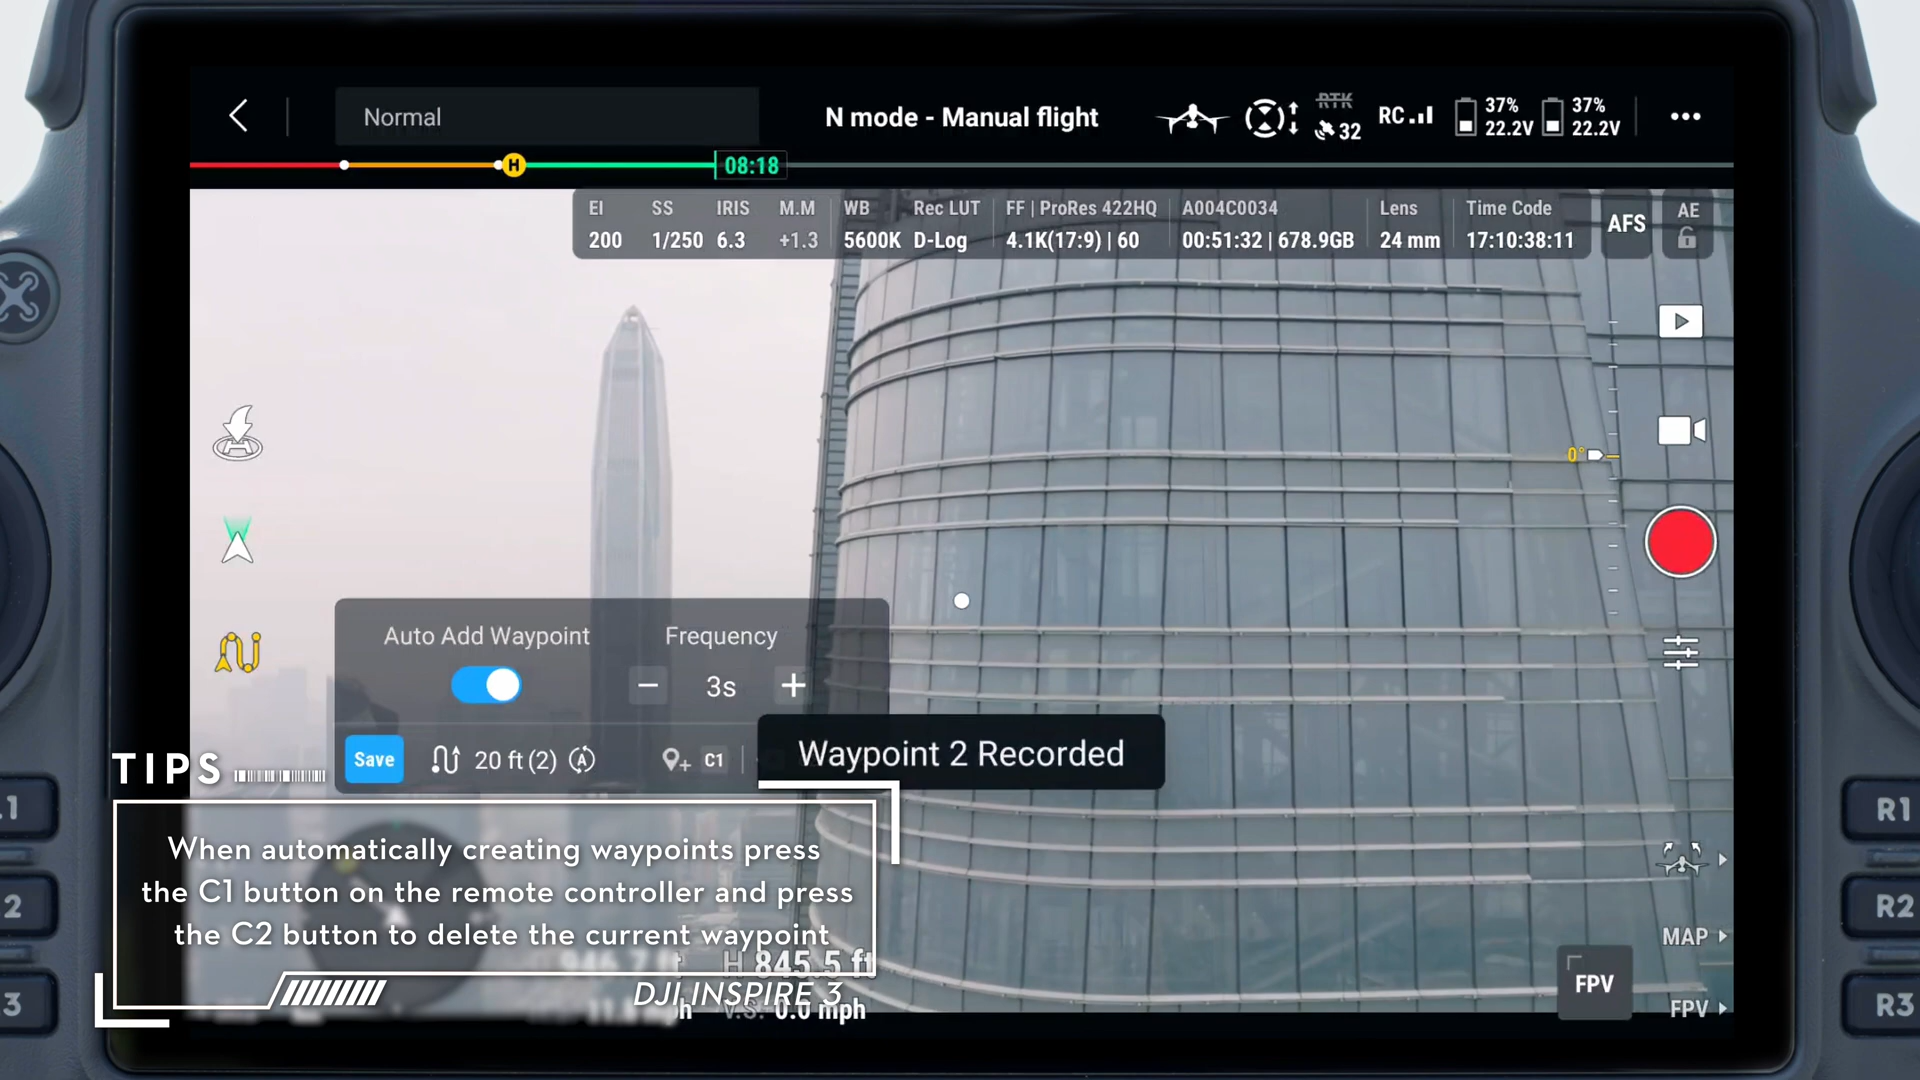 Normal
N mode - Manual flight
RTK
32
RC
37%
22.2V
37%
22.2V
H
08:18
EI SS IRIS M.M WB Rec LUT FF | ProRes 422HQ A004C0034 Lens Time Code
200 1/250 6.3 +1.3 5600K D-Log 4.1K(17:9) | 60 00:51:32 | 678.9GB 24 mm 17:10:38:11
AFS
AE
0°
Auto Add Waypoint Frequency
3s
Save 20 ft (2) A C1
Waypoint 2 Recorded
TIPS
When automatically creating waypoints press
the C1 button on the remote controller and press
the C2 button to delete the current waypoint
H 845.5 ft
DJI INSPIRE 3
V.S. 0.0 mph
MAP
FPV
FPV
1
2
3
R1
R2
R3